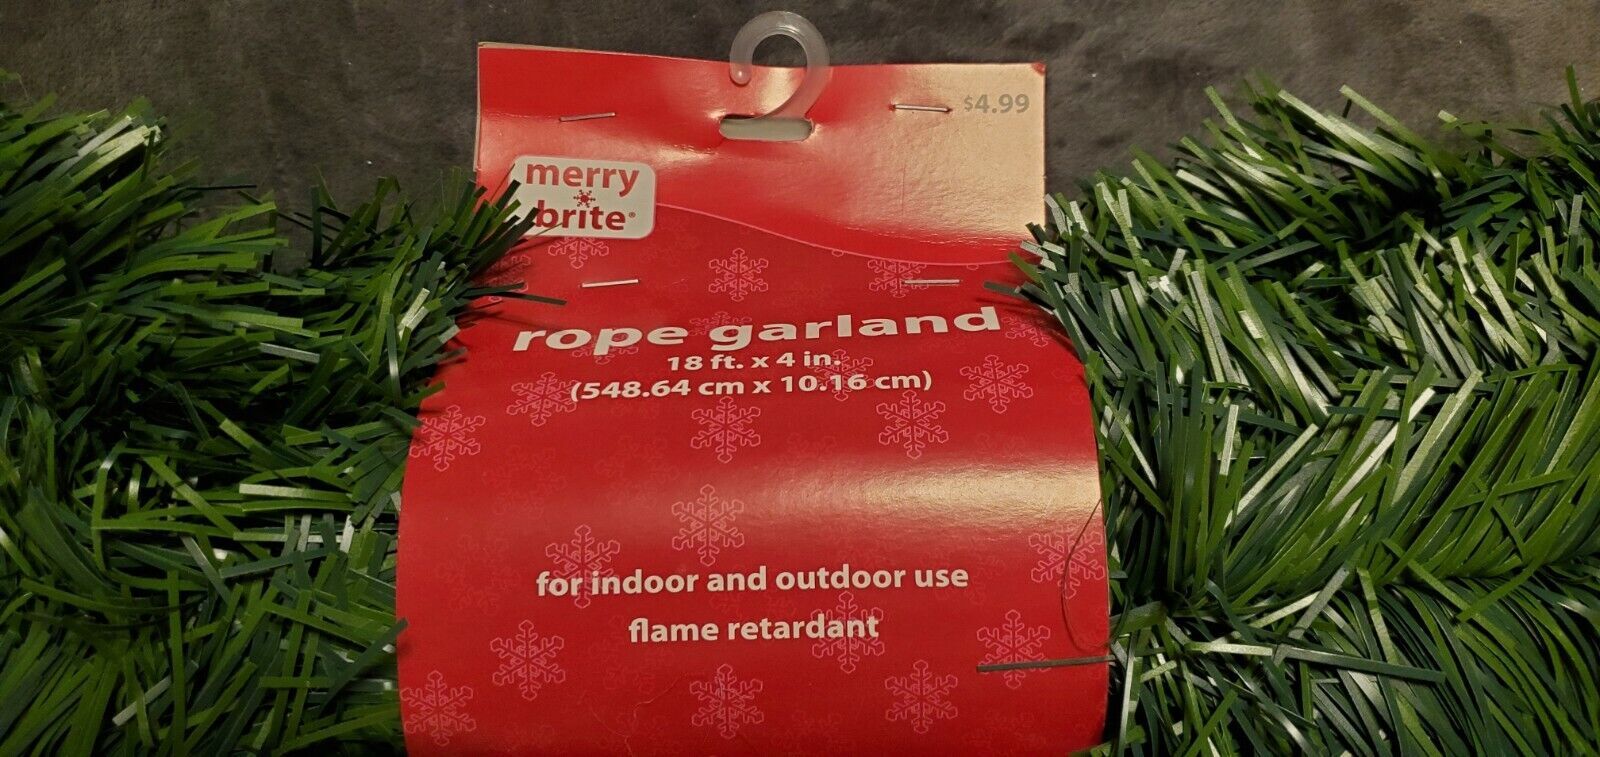 $4.99
merry
brite®
rope garland
18 ft. x 4 in.
(548.64 cm x 10.16 cm)
for indoor and outdoor use
flame retardant